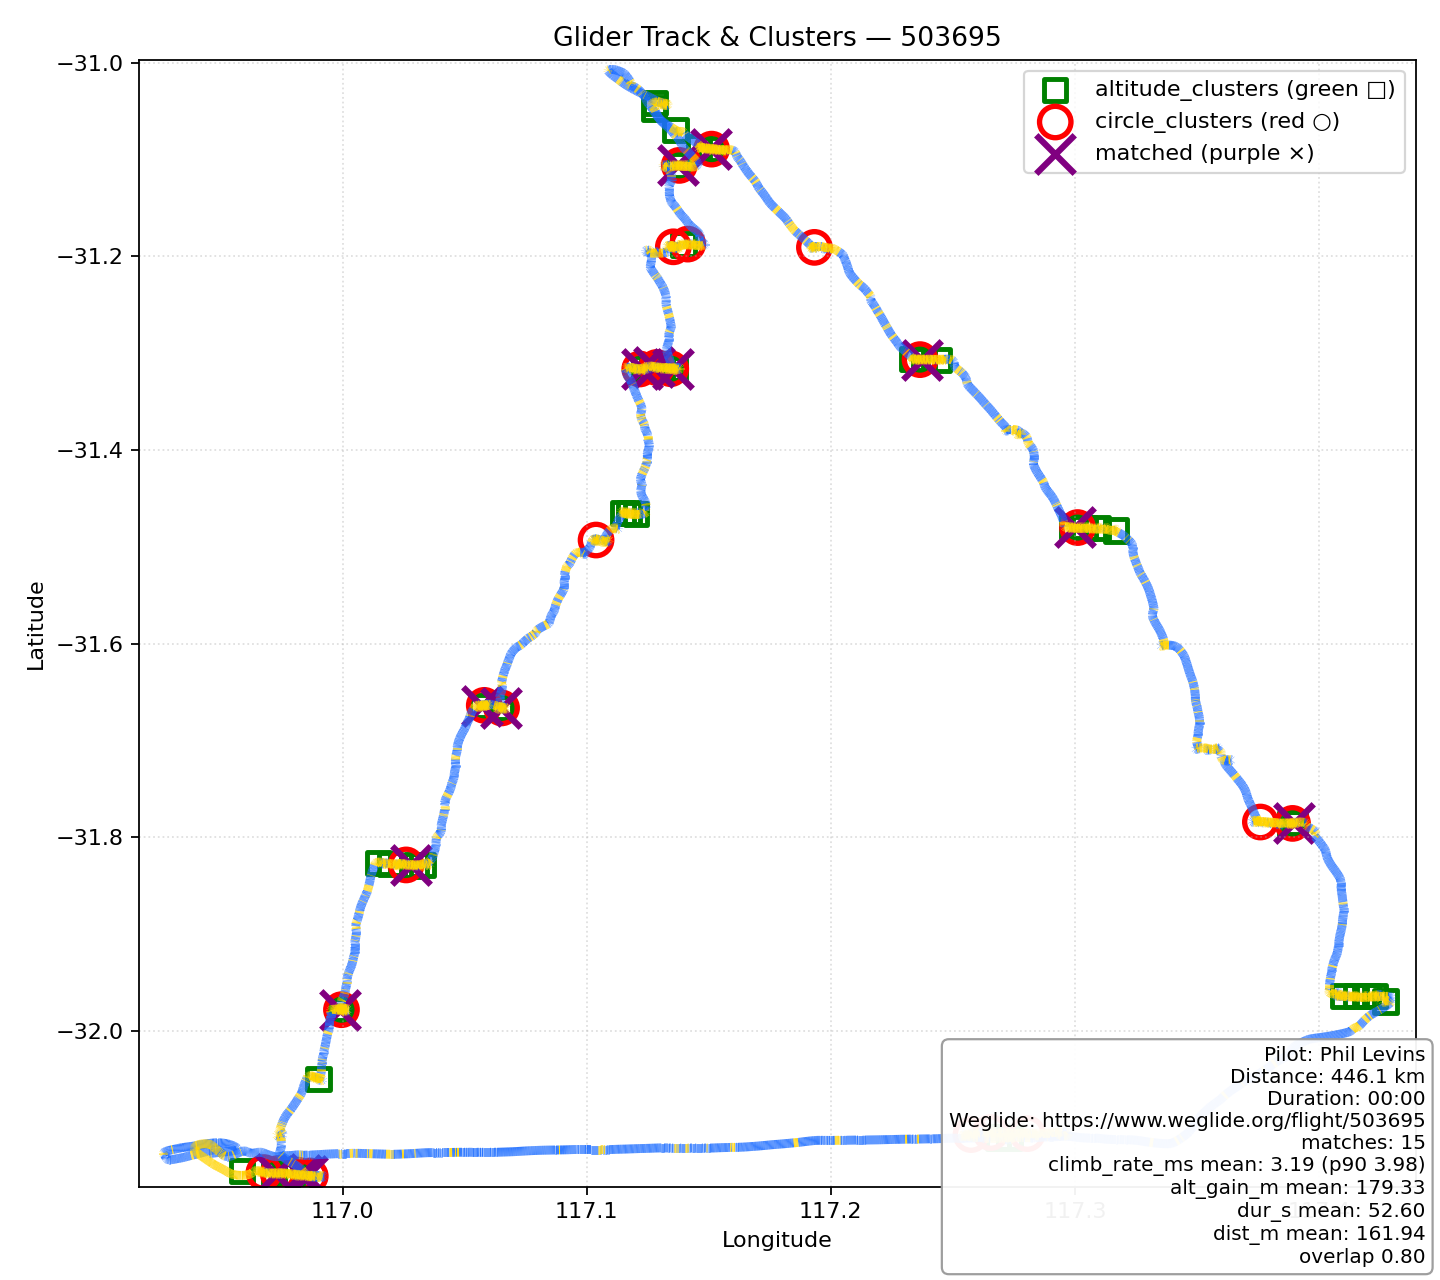 Glider Track & Clusters — 503695
altitude_clusters (green □)
circle_clusters (red ○)
matched (purple ×)
−31.0
−31.2
−31.4
−31.6
−31.8
−32.0
Latitude
117.0
117.1
117.2
117.3
Longitude
Pilot: Phil Levins
Distance: 446.1 km
Duration: 00:00
Weglide: https://www.weglide.org/flight/503695
matches: 15
climb_rate_ms mean: 3.19 (p90 3.98)
alt_gain_m mean: 179.33
dur_s mean: 52.60
dist_m mean: 161.94
overlap 0.80